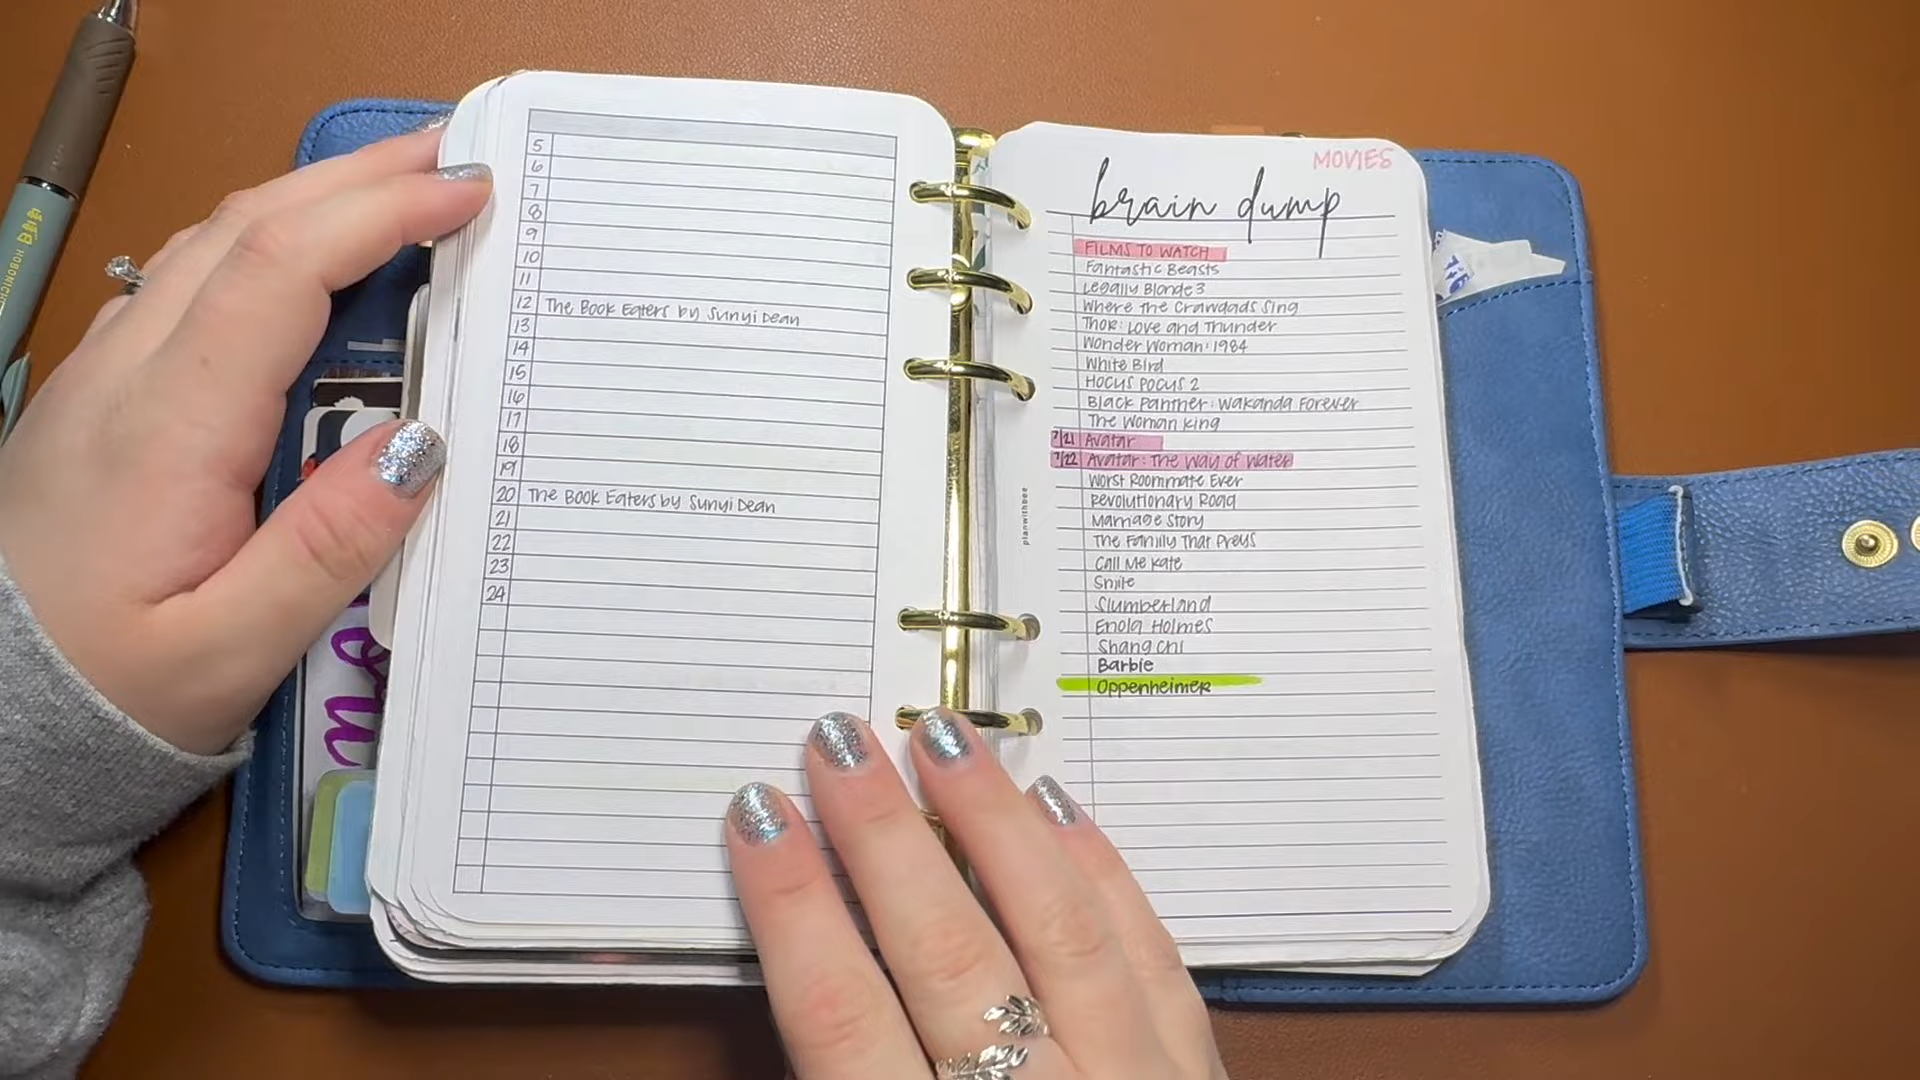 5
6
7
8
9
10
11
12 The Book Eaters by Sunyi Dean
13
14
15
16
17
18
19
20 The Book Eaters by Sunyi Dean
21
22
23
24
MOVIES
brain dump
FILMS TO WATCH
Fantastic Beasts
Legally Blonde 3
Where the Crawdads Sing
Thor: Love and Thunder
Wonder Woman: 1984
White Bird
Hocus Pocus 2
Black Panther: Wakanda Forever
The Woman King
Avatar
Avatar: The Way of Water
Worst Roommate Ever
Revolutionary Road
Marriage Story
The Family That Preys
Call Me Kate
Smile
Slumberland
Enola Holmes
Shang Chi
Barbie
Oppenheimer
planwithbee